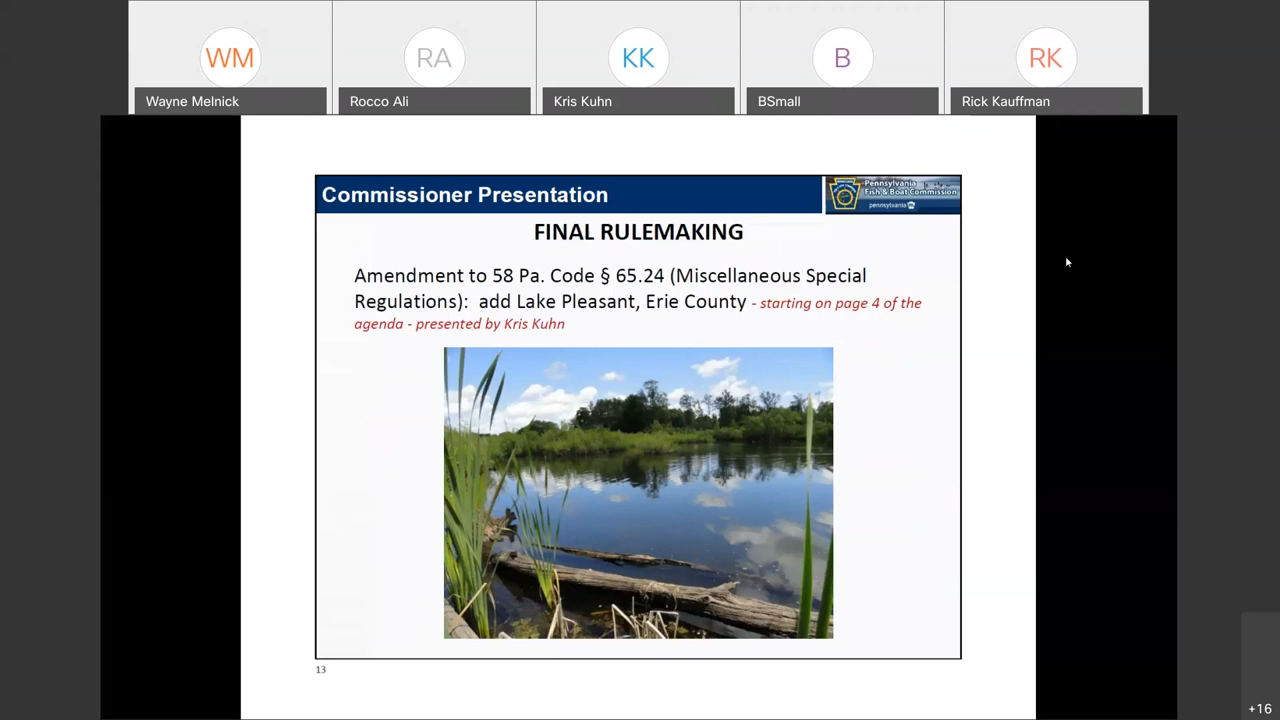 WM
RA
KK
B
RK
Wayne Melnick
Rocco Ali
Kris Kuhn
BSmall
Rick Kauffman
Commissioner Presentation
Pennsylvania
Fish & Boat Commission
pennsylvania
FINAL RULEMAKING
Amendment to 58 Pa. Code § 65.24 (Miscellaneous Special
Regulations): add Lake Pleasant, Erie County - starting on page 4 of the
agenda - presented by Kris Kuhn
13
+16